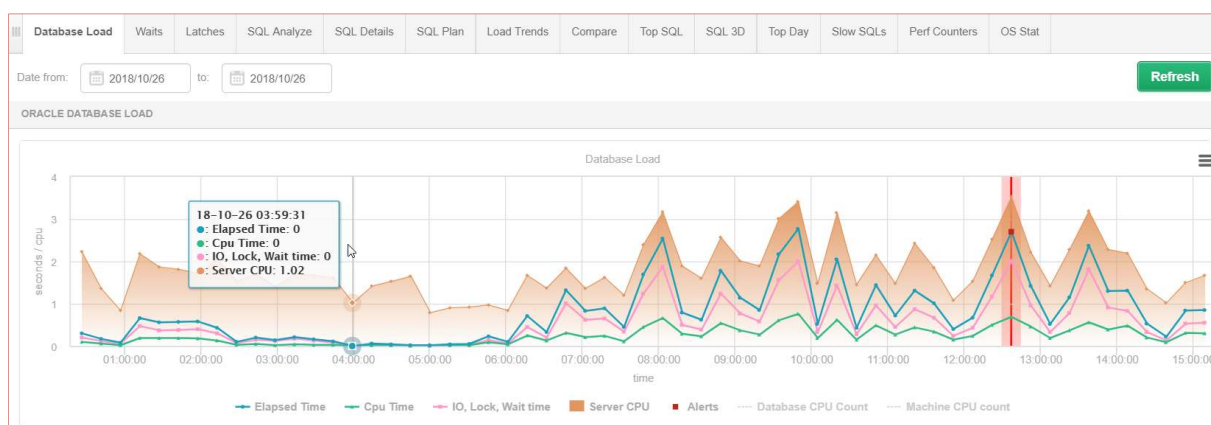 Database Load Waits Latches SQL Analyze SQL Details SQL Plan Load Trends Compare Top SQL SQL 3D Top Day Slow SQLs Perf Counters OS Stat
Date from: 2018/10/26 to: 2018/10/26 Refresh
ORACLE DATABASE LOAD
Database Load
4
3
2
1
0
seconds / cpu
18-10-26 03:59:31
: Elapsed Time: 0
: Cpu Time: 0
: IO, Lock, Wait time: 0
: Server CPU: 1.02
01:00:00 02:00:00 03:00:00 04:00:00 05:00:00 06:00:00 07:00:00 08:00:00 09:00:00 10:00:00 11:00:00 12:00:00 13:00:00 14:00:00 15:00:0
time
Elapsed Time Cpu Time IO, Lock, Wait time Server CPU Alerts Database CPU Count Machine CPU count